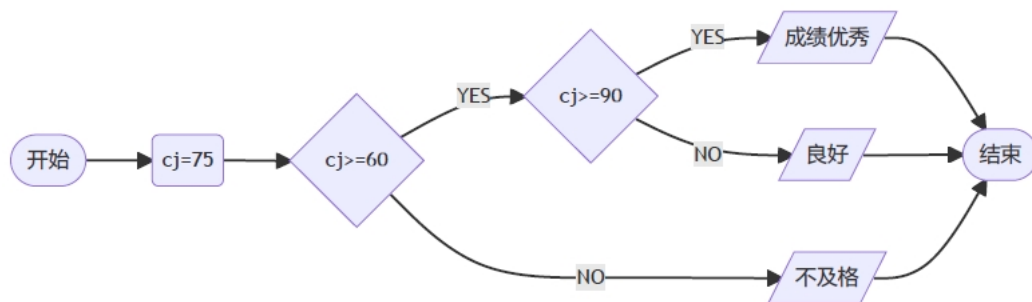 开始
cj=75
cj>=60
YES
cj>=90
YES
成绩优秀
NO
良好
NO
不及格
结束